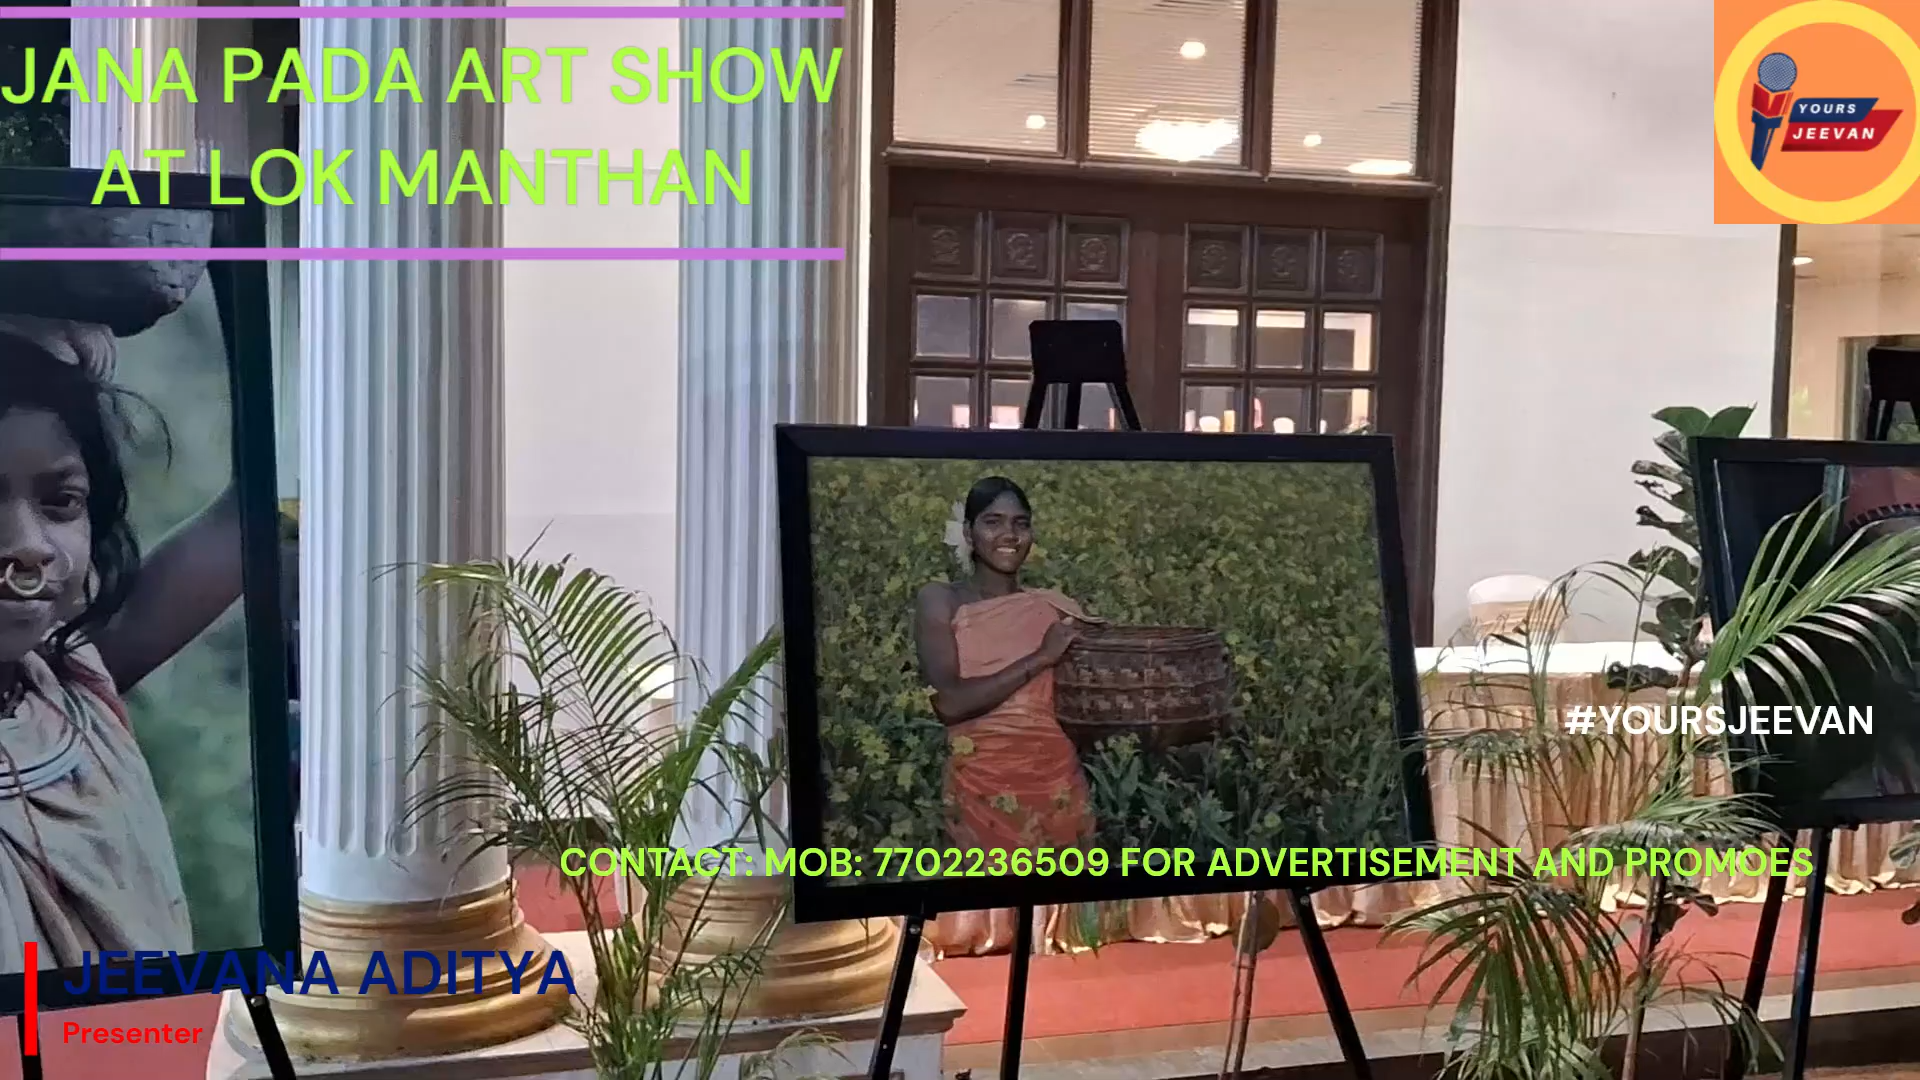 JANA PADA ART SHOW
AT LOK MANTHAN
YOURS
JEEVAN
#YOURSJEEVAN
CONTACT: MOB: 7702236509 FOR ADVERTISEMENT AND PROMOES
JEEVANA ADITYA
Presenter